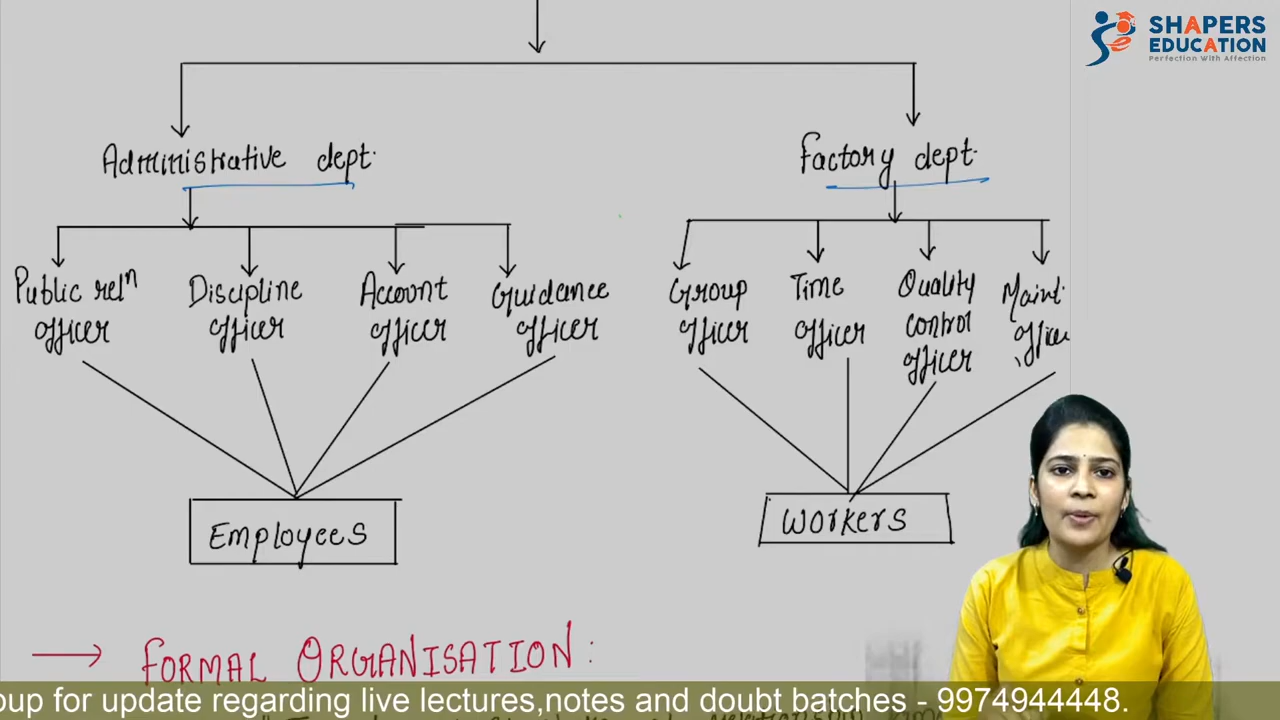 SHAPERS
EDUCATION
Perfection With Affection
Administrative dept.
Factory dept.
Public relⁿ
officer
Discipline
officer
Account
officer
Guidance
officer
Group
officer
Time
officer
Quality
control
officer
Maint.
office
Employees
Workers
→ FORMAL ORGANISATION:
oup for update regarding live lectures,notes and doubt batches - 9974944448.